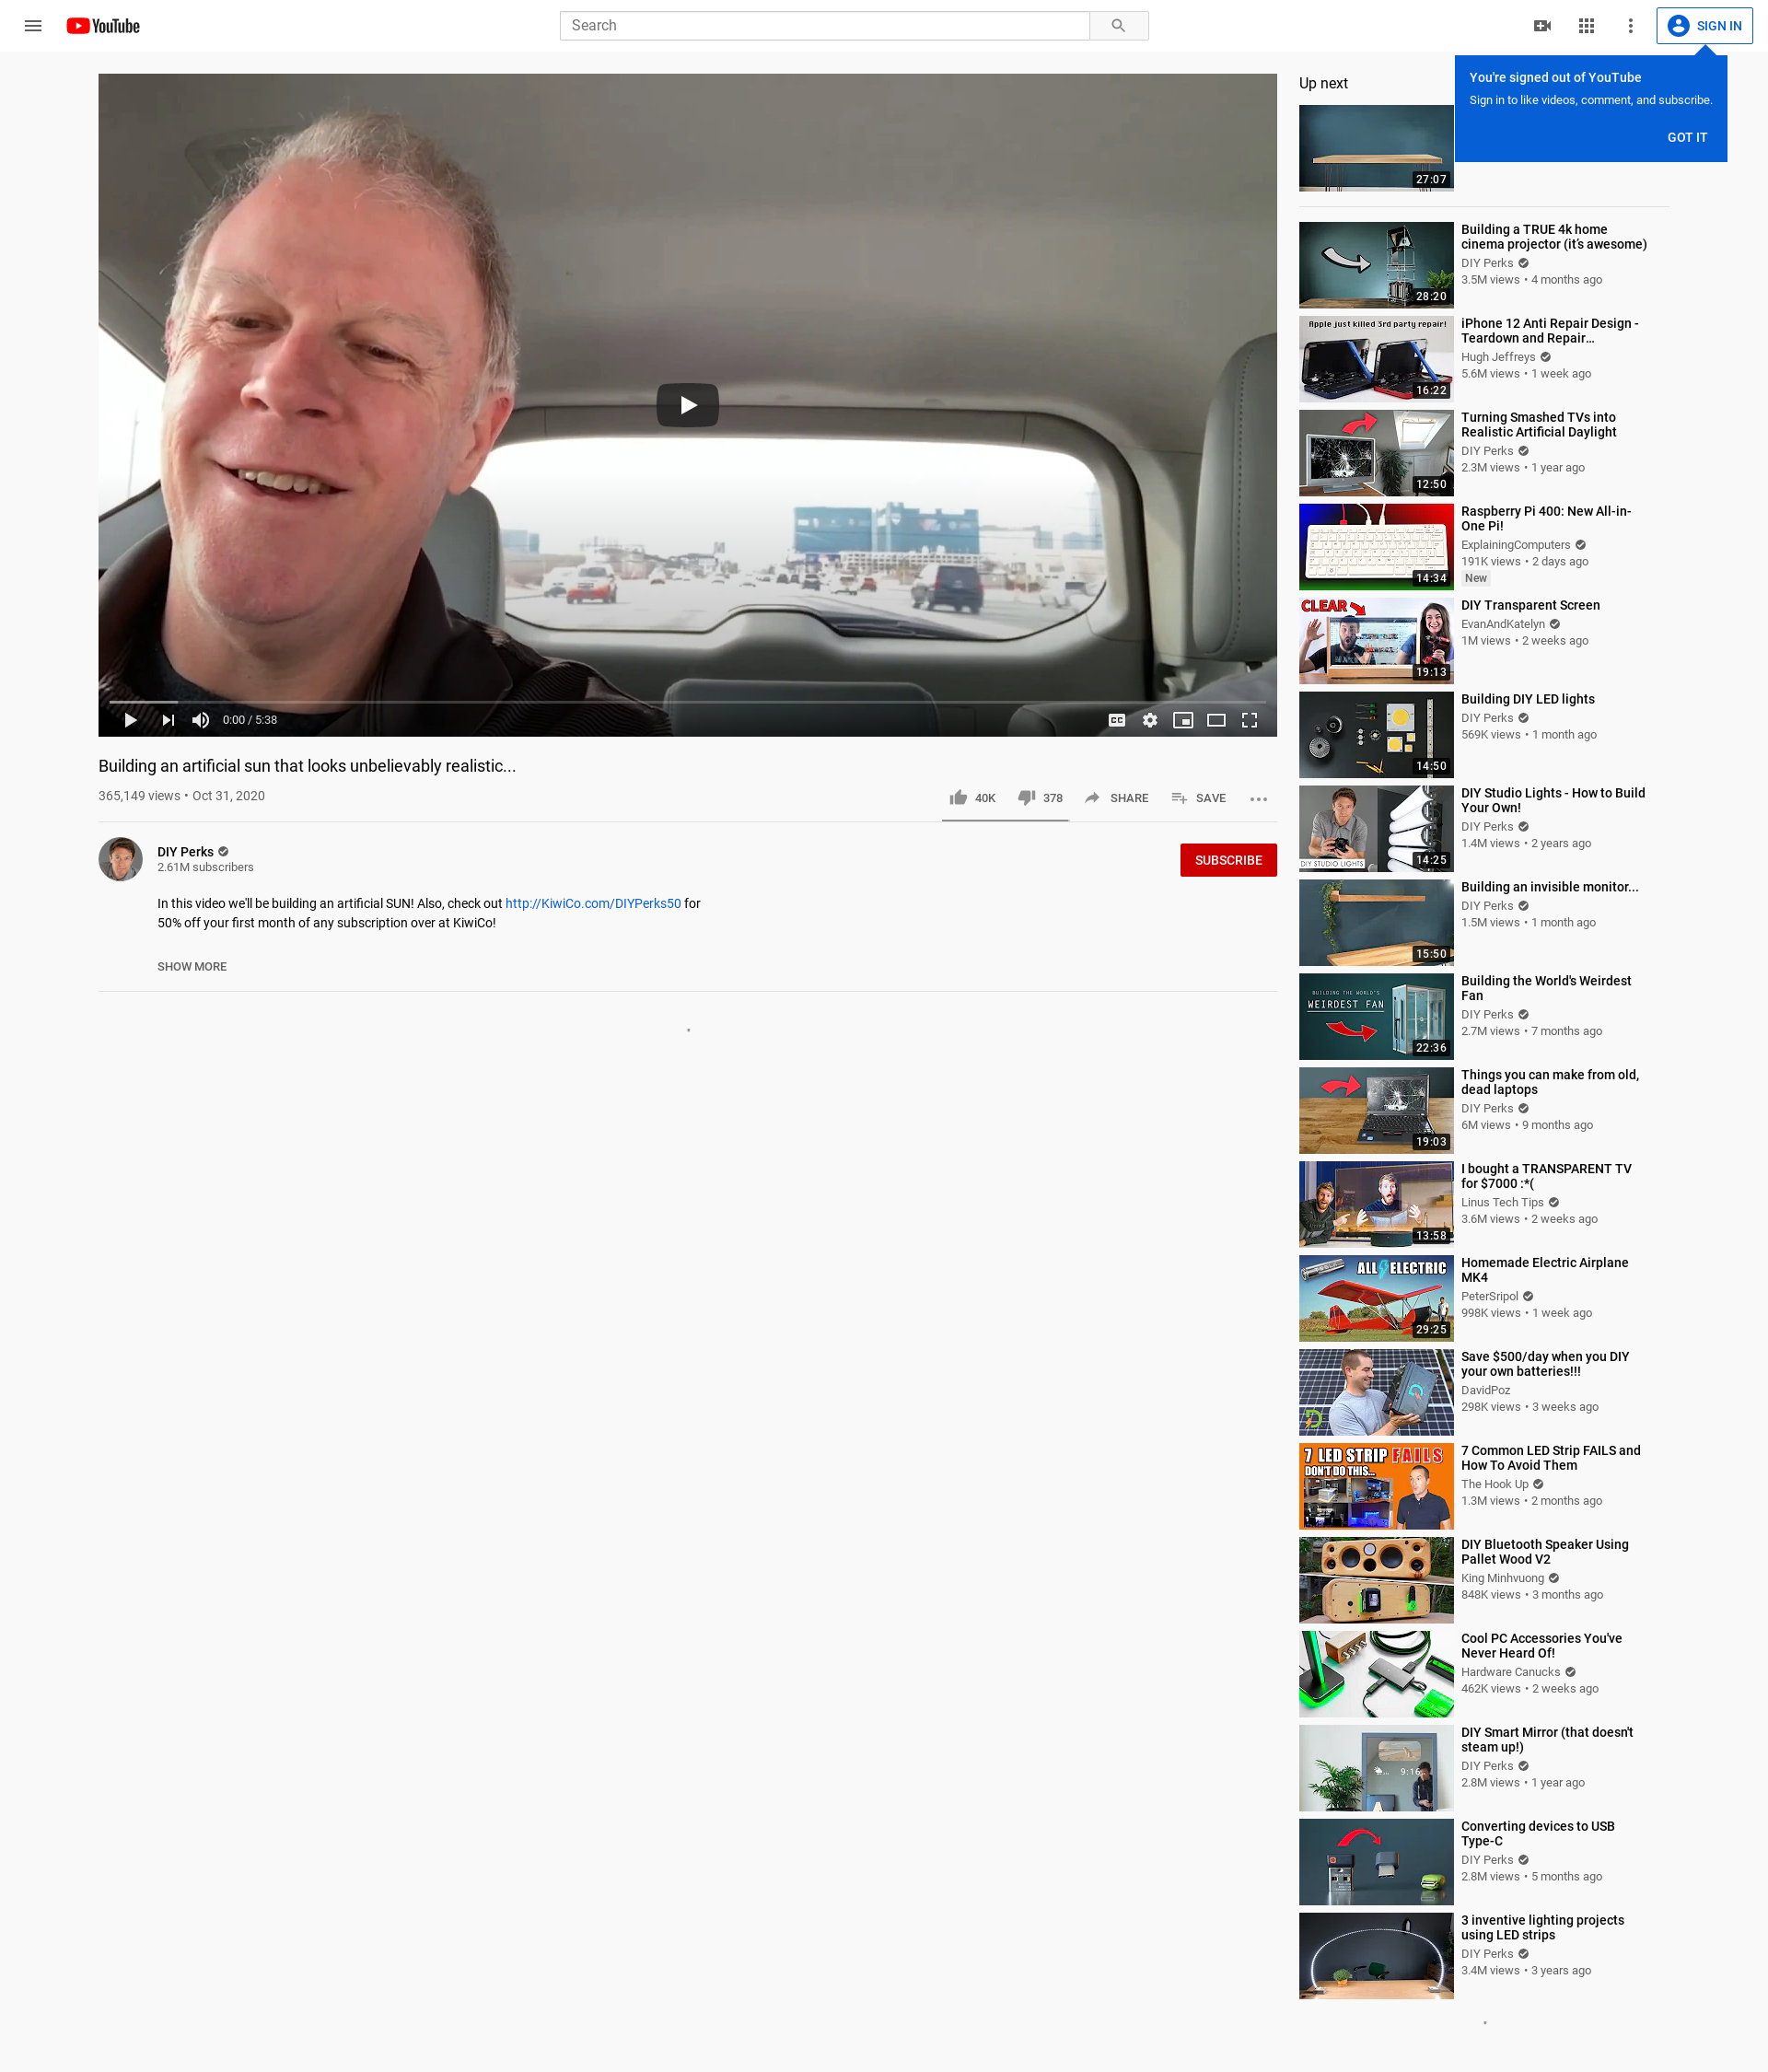 YouTube
Search
SIGN IN
You're signed out of YouTube
Sign in to like videos, comment, and subscribe.
GOT IT
Up next
27:07
Building a TRUE 4k home
cinema projector (it's awesome)
DIY Perks
3.5M views • 4 months ago
28:20
Apple just killed 3rd party repair!
iPhone 12 Anti Repair Design -
Teardown and Repair...
Hugh Jeffreys
5.6M views • 1 week ago
16:22
Turning Smashed TVs into
Realistic Artificial Daylight
DIY Perks
2.3M views • 1 year ago
12:50
Raspberry Pi 400: New All-in-
One Pi!
ExplainingComputers
191K views • 2 days ago
New
14:34
CLEAR
DIY Transparent Screen
EvanAndKatelyn
1M views • 2 weeks ago
19:13
Building DIY LED lights
DIY Perks
569K views • 1 month ago
14:50
DIY Studio Lights - How to Build
Your Own!
DIY Perks
1.4M views • 2 years ago
DIY STUDIO LIGHTS
14:25
Building an invisible monitor...
DIY Perks
1.5M views • 1 month ago
15:50
BUILDING THE WORLD'S
WEIRDEST FAN
Building the World's Weirdest
Fan
DIY Perks
2.7M views • 7 months ago
22:36
Things you can make from old,
dead laptops
DIY Perks
6M views • 9 months ago
19:03
I bought a TRANSPARENT TV
for $7000 :*(
Linus Tech Tips
3.6M views • 2 weeks ago
13:58
ALL ELECTRIC
Homemade Electric Airplane
MK4
PeterSripol
998K views • 1 week ago
29:25
Save $500/day when you DIY
your own batteries!!!
DavidPoz
298K views • 3 weeks ago
7 LED STRIP FAILS
DON'T DO THIS...
7 Common LED Strip FAILS and
How To Avoid Them
The Hook Up
1.3M views • 2 months ago
DIY Bluetooth Speaker Using
Pallet Wood V2
King Minhvuong
848K views • 3 months ago
Cool PC Accessories You've
Never Heard Of!
Hardware Canucks
462K views • 2 weeks ago
9:16
DIY Smart Mirror (that doesn't
steam up!)
DIY Perks
2.8M views • 1 year ago
Converting devices to USB
Type-C
DIY Perks
2.8M views • 5 months ago
3 inventive lighting projects
using LED strips
DIY Perks
3.4M views • 3 years ago
0:00 / 5:38
CC
Building an artificial sun that looks unbelievably realistic...
365,149 views • Oct 31, 2020
40K
378
SHARE
SAVE
DIY Perks
2.61M subscribers
SUBSCRIBE
In this video we'll be building an artificial SUN! Also, check out http://KiwiCo.com/DIYPerks50 for
50% off your first month of any subscription over at KiwiCo!
SHOW MORE